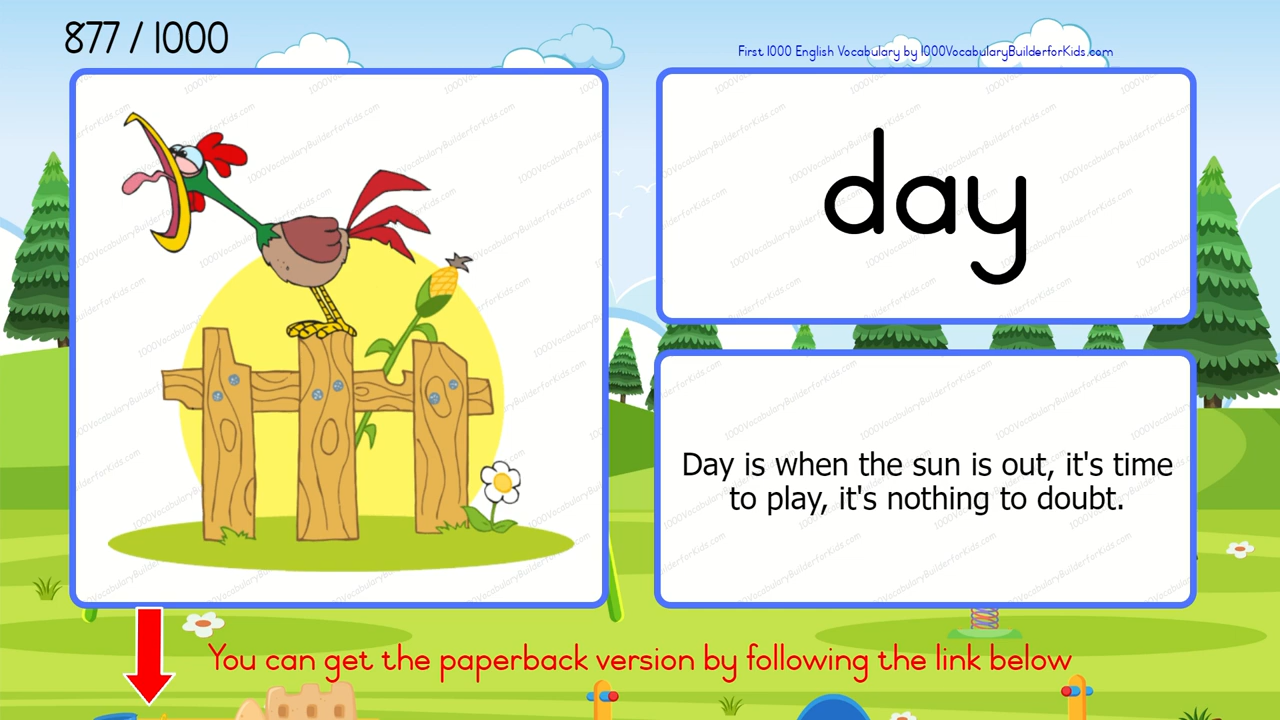 877 / 1000
First 1000 English Vocabulary by 1000VocabularyBuilderforKids.com
day
Day is when the sun is out, it's time
to play, it's nothing to doubt.
You can get the paperback version by following the link below